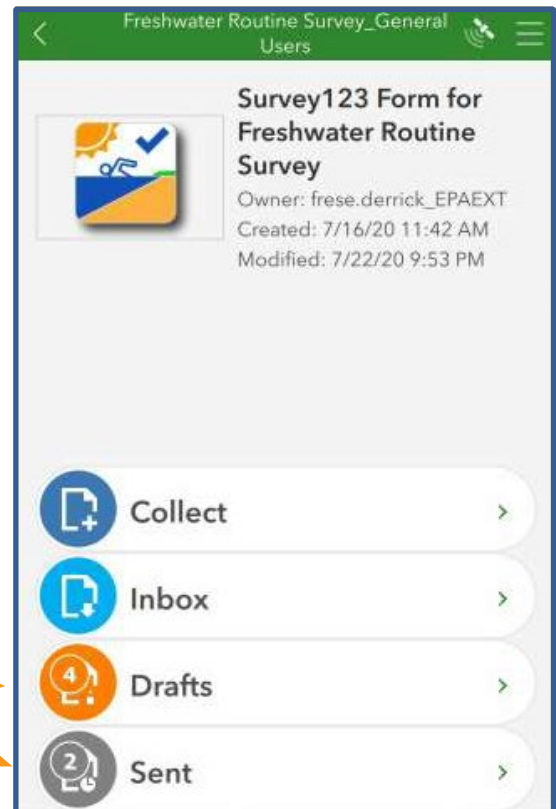 Freshwater Routine Survey_General
Users
Survey123 Form for
Freshwater Routine
Survey
Owner: frese.derrick_EPAEXT
Created: 7/16/20 11:42 AM
Modified: 7/22/20 9:53 PM
Collect
Inbox
4
Drafts
2
Sent